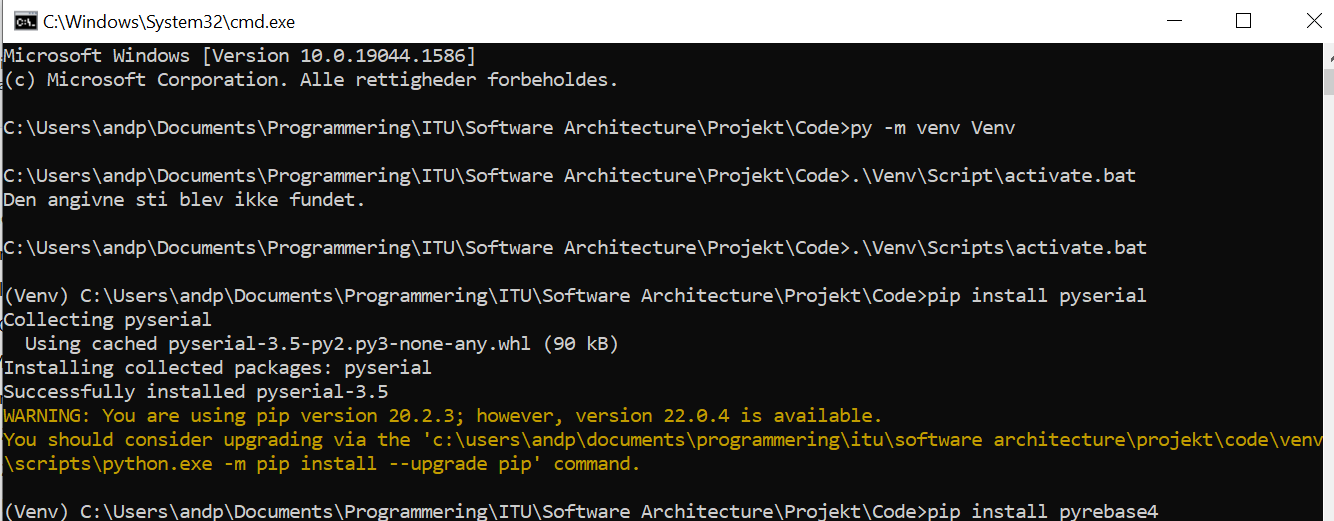 C:\Windows\System32\cmd.exe
Microsoft Windows [Version 10.0.19044.1586]
(c) Microsoft Corporation. Alle rettigheder forbeholdes.
C:\Users\andp\Documents\Programmering\ITU\Software Architecture\Projekt\Code>py -m venv Venv
C:\Users\andp\Documents\Programmering\ITU\Software Architecture\Projekt\Code>.\Venv\Script\activate.bat
Den angivne sti blev ikke fundet.
C:\Users\andp\Documents\Programmering\ITU\Software Architecture\Projekt\Code>.\Venv\Scripts\activate.bat
(Venv) C:\Users\andp\Documents\Programmering\ITU\Software Architecture\Projekt\Code>pip install pyserial
Collecting pyserial
  Using cached pyserial-3.5-py2.py3-none-any.whl (90 kB)
Installing collected packages: pyserial
Successfully installed pyserial-3.5
WARNING: You are using pip version 20.2.3; however, version 22.0.4 is available.
You should consider upgrading via the 'c:\users\andp\documents\programmering\itu\software architecture\projekt\code\venv
\scripts\python.exe -m pip install --upgrade pip' command.
(Venv) C:\Users\andp\Documents\Programmering\ITU\Software Architecture\Projekt\Code>pip install pyrebase4